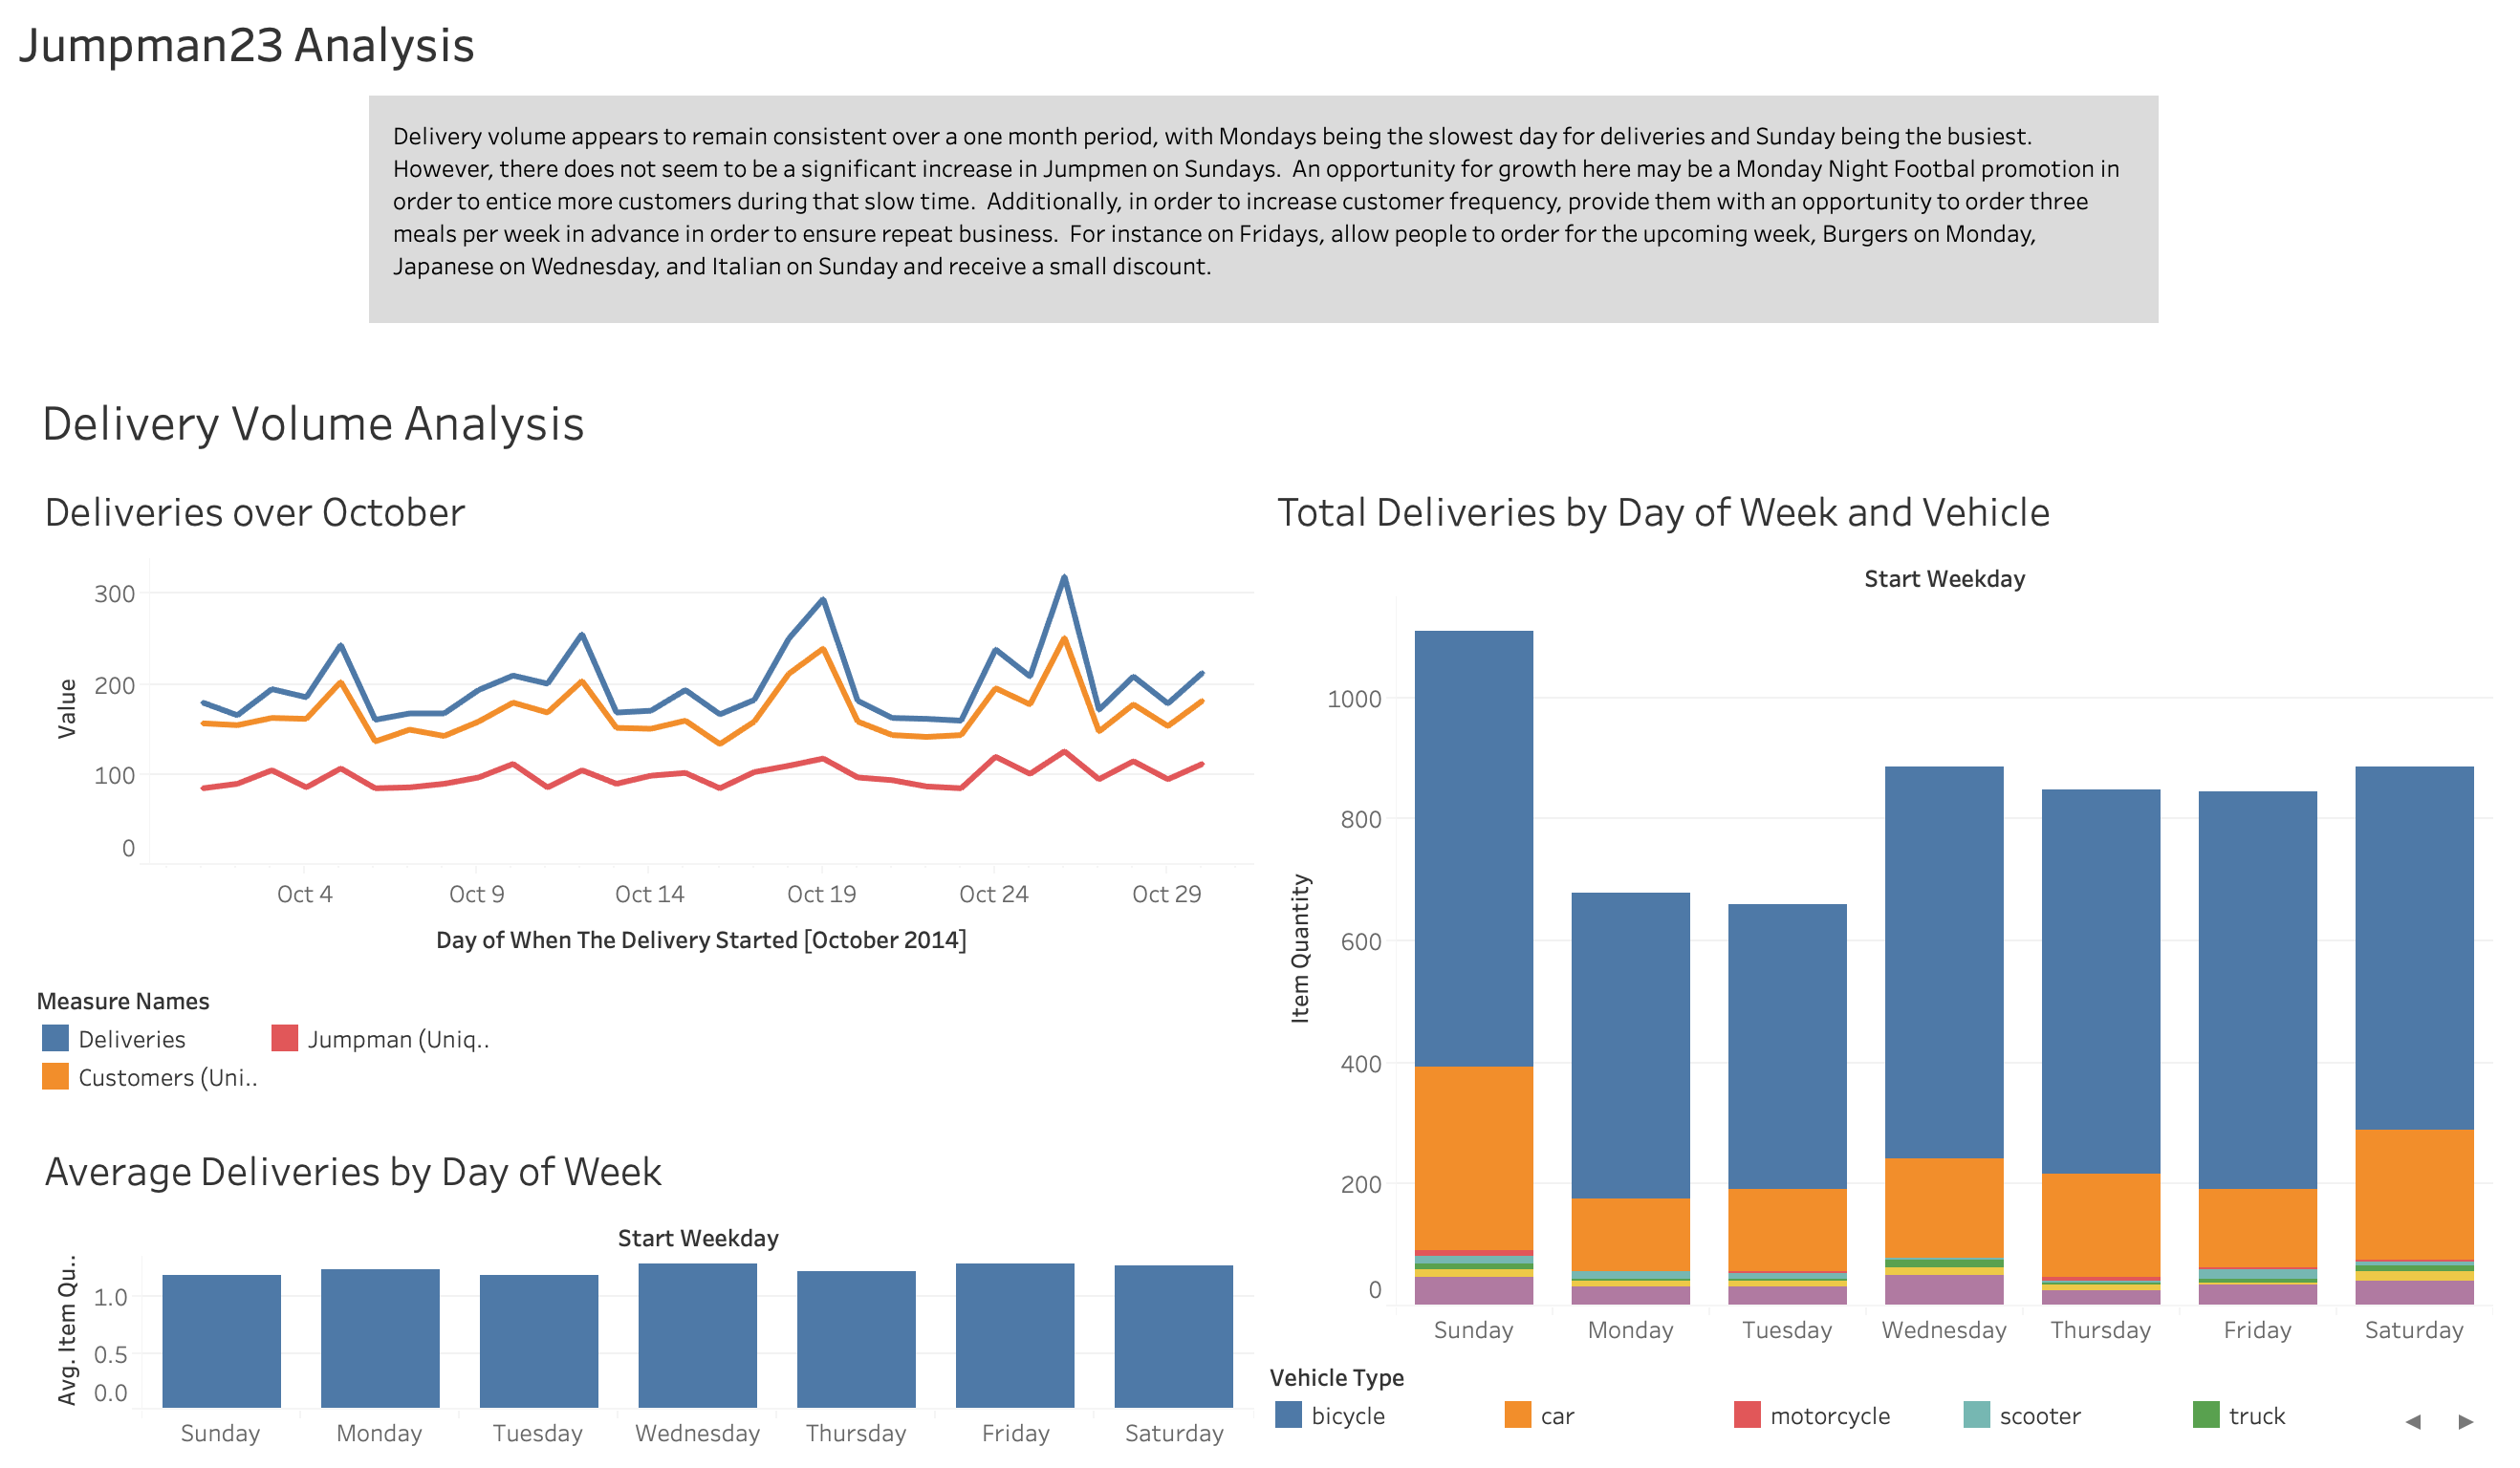 Jumpman23 Analysis
Delivery volume appears to remain consistent over a one month period, with Mondays being the slowest day for deliveries and Sunday being the busiest.
However, there does not seem to be a significant increase in Jumpmen on Sundays.  An opportunity for growth here may be a Monday Night Footbal promotion in
order to entice more customers during that slow time.  Additionally, in order to increase customer frequency, provide them with an opportunity to order three
meals per week in advance in order to ensure repeat business.  For instance on Fridays, allow people to order for the upcoming week, Burgers on Monday,
Japanese on Wednesday, and Italian on Sunday and receive a small discount.
Delivery Volume Analysis
Deliveries over October
300
200
100
0
Value
Oct 4 Oct 9 Oct 14 Oct 19 Oct 24 Oct 29
Day of When The Delivery Started [October 2014]
Measure Names
Deliveries Jumpman (Uniq..
Customers (Uni..
Average Deliveries by Day of Week
Start Weekday
Avg. Item Qu..
1.0
0.5
0.0
Sunday Monday Tuesday Wednesday Thursday Friday Saturday
Total Deliveries by Day of Week and Vehicle
Start Weekday
Item Quantity
1000
800
600
400
200
0
Sunday Monday Tuesday Wednesday Thursday Friday Saturday
Vehicle Type
bicycle car motorcycle scooter truck